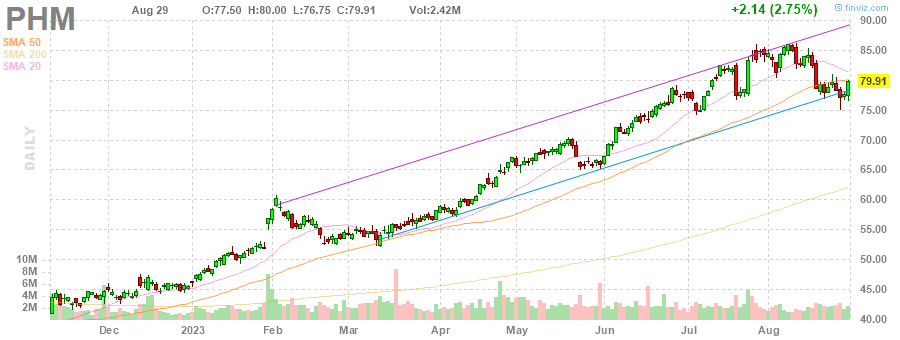 PHM Aug 29 O:77.50 H:80.00 L:76.75 C:79.91 Vol:2.42M +2.14 (2.75%)
finviz.com
SMA 50
SMA 200
SMA 20
DAILY
90.00
85.00
79.91
75.00
70.00
65.00
60.00
55.00
50.00
45.00
40.00
10M
8M
6M
4M
2M
Dec 2023 Feb Mar Apr May Jun Jul Aug